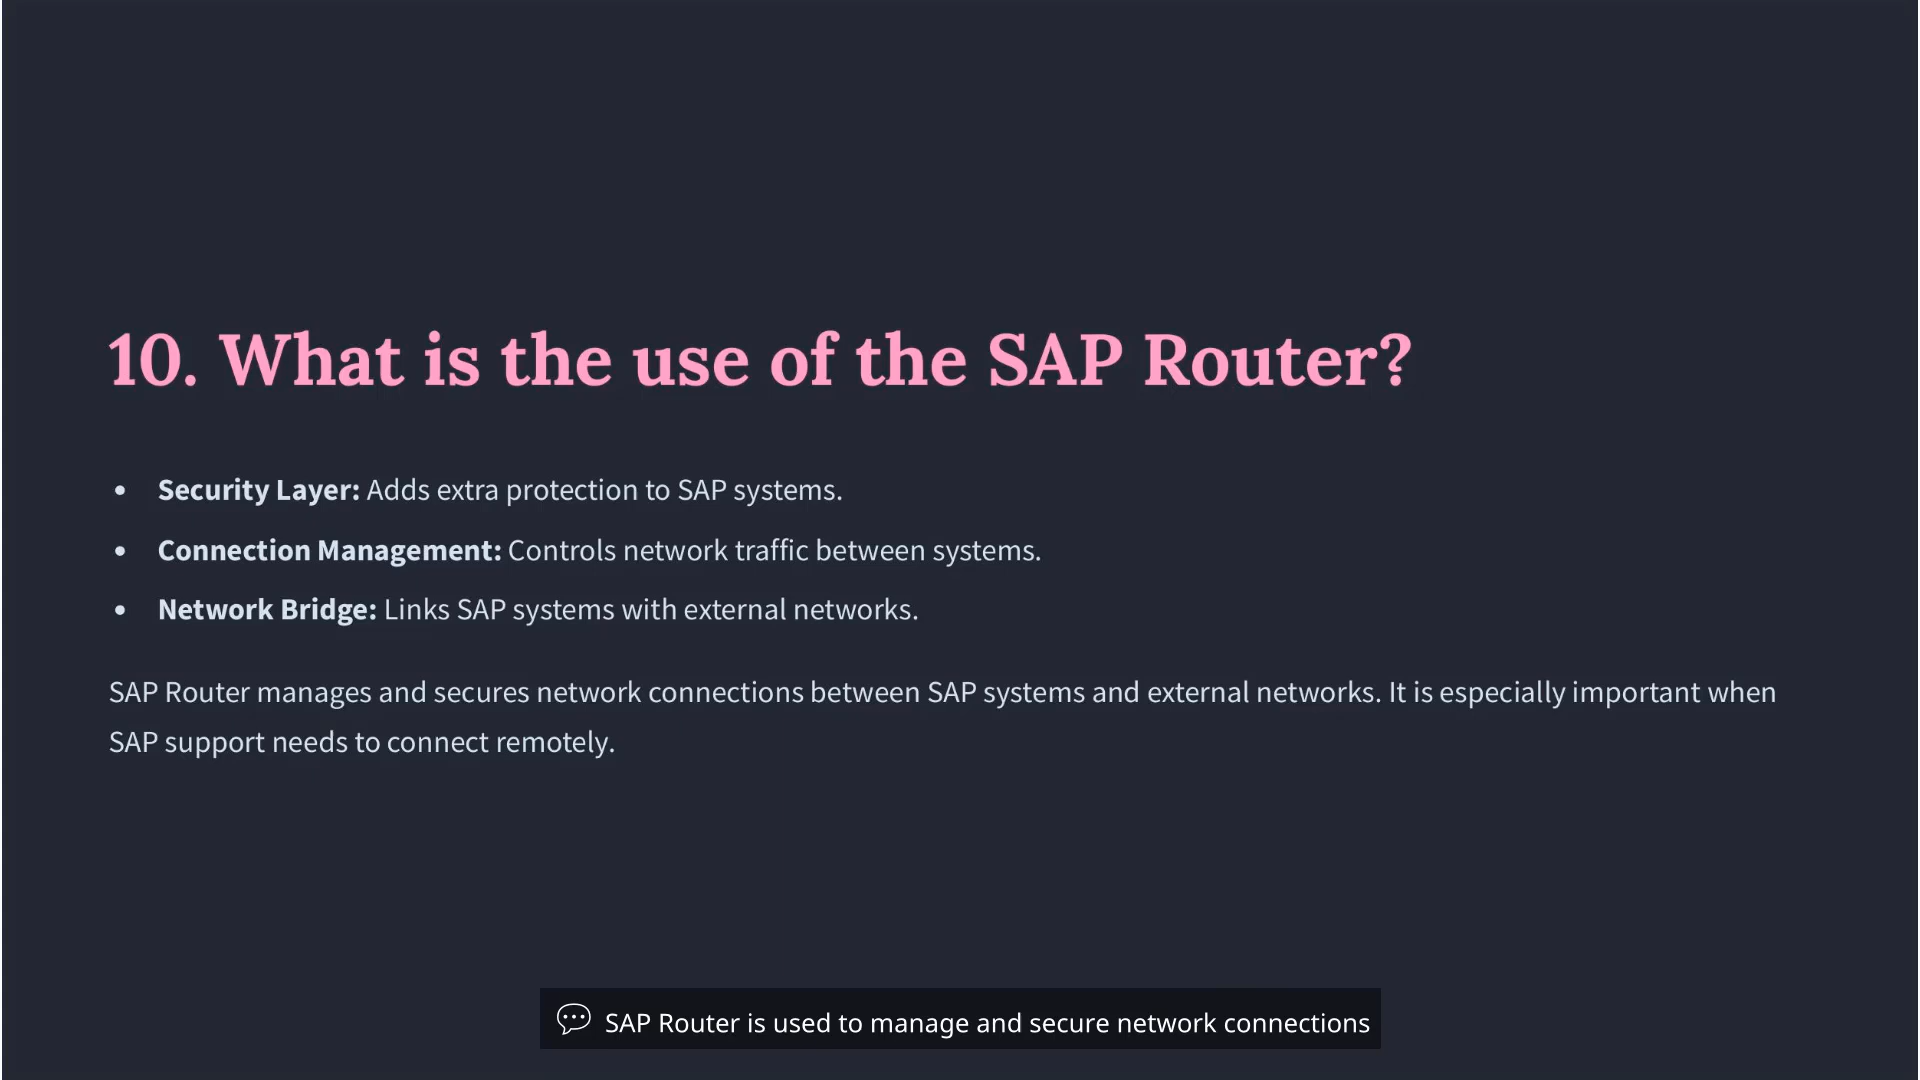 10. What is the use of the SAP Router?
• Security Layer: Adds extra protection to SAP systems.
• Connection Management: Controls network traffic between systems.
• Network Bridge: Links SAP systems with external networks.
SAP Router manages and secures network connections between SAP systems and external networks. It is especially important when
SAP support needs to connect remotely.
💬 SAP Router is used to manage and secure network connections